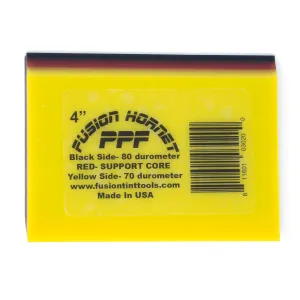 4"
FUSION HORNET
PPF
Black Side- 80 durometer
RED- SUPPORT CORE
Yellow Side- 70 durometer
www.fusiontinttools.com
Made In USA